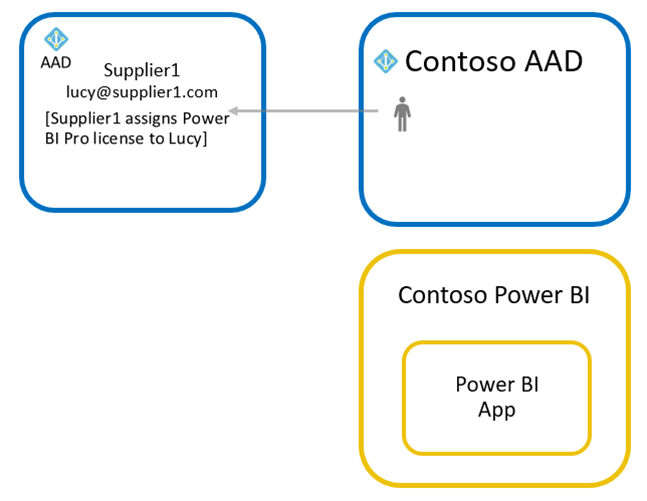 AAD
Supplier1
lucy@supplier1.com
[Supplier1 assigns Power
BI Pro license to Lucy]
Contoso AAD
Contoso Power BI
Power BI
App